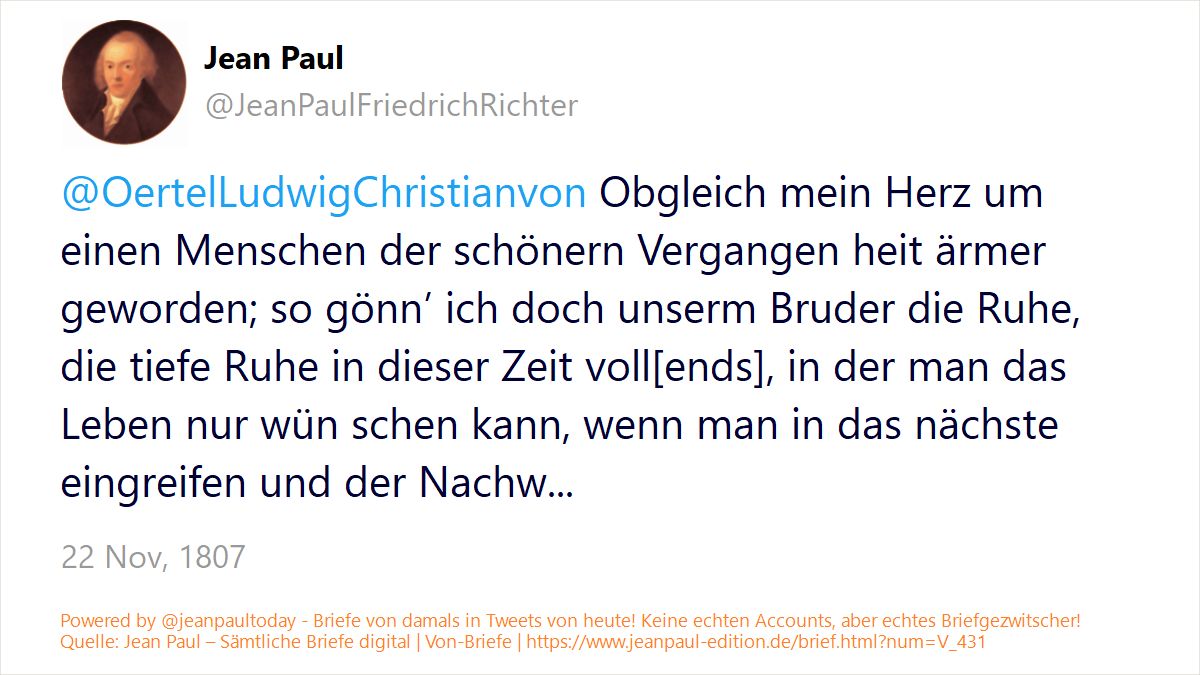 Jean Paul
@JeanPaulFriedrichRichter
@OertelLudwigChristianvon Obgleich mein Herz um
einen Menschen der schönern Vergangen heit ärmer
geworden; so gönn’ ich doch unserm Bruder die Ruhe,
die tiefe Ruhe in dieser Zeit voll[ends], in der man das
Leben nur wün schen kann, wenn man in das nächste
eingreifen und der Nachw...
22 Nov, 1807
Powered by @jeanpaultoday - Briefe von damals in Tweets von heute! Keine echten Accounts, aber echtes Briefgezwitscher!
Quelle: Jean Paul – Sämtliche Briefe digital | Von-Briefe | https://www.jeanpaul-edition.de/brief.html?num=V_431